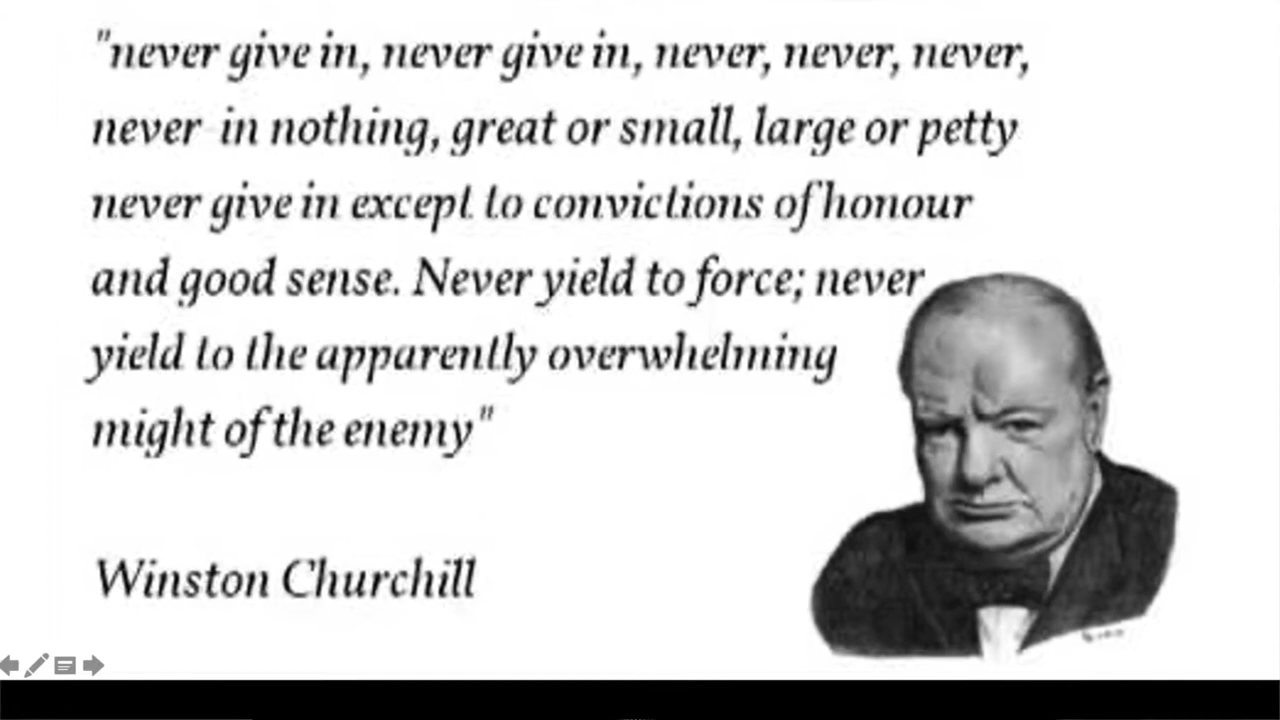 "never give in, never give in, never, never, never,
never in nothing, great or small, large or petty
never give in except to convictions of honour
and good sense. Never yield to force; never
yield to the apparently overwhelming
might of the enemy"
Winston Churchill